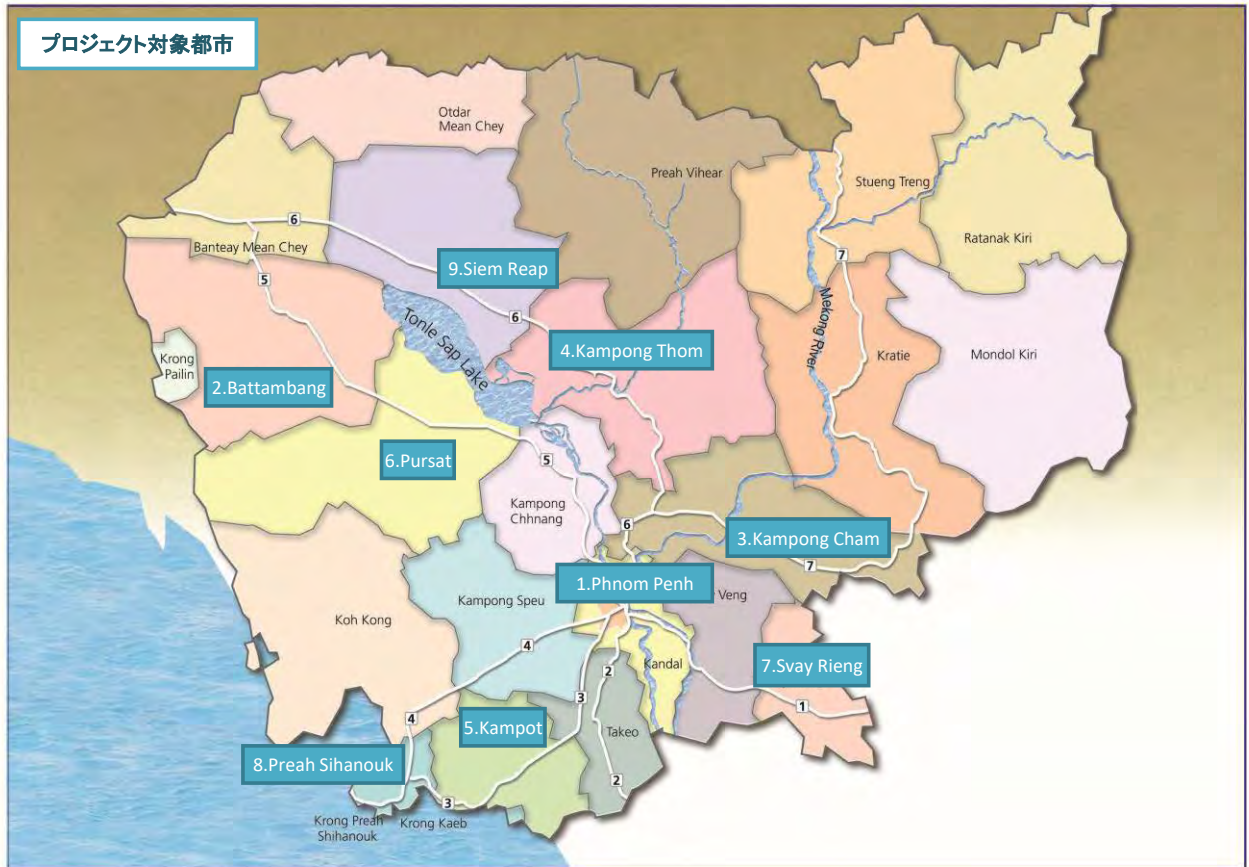 プロジェクト対象都市
Otdar
Mean Chey
Preah Vihear
Stueng Treng
Ratanak Kiri
6
Banteay Mean Chey
5
9.Siem Reap
7
6
Tonle Sap Lake
Mekong River
4.Kampong Thom
Kratie
Mondol Kiri
Krong
Pailin
2.Battambang
6.Pursat
5
Kampong
Chhnang
6
3.Kampong Cham
7
1.Phnom Penh
Veng
Kampong Speu
Koh Kong
4
2
Kandal
7.Svay Rieng
3
1
4
5.Kampot
Takeo
8.Preah Sihanouk
2
3
Krong Preah
Shihanouk
Krong Kaeb